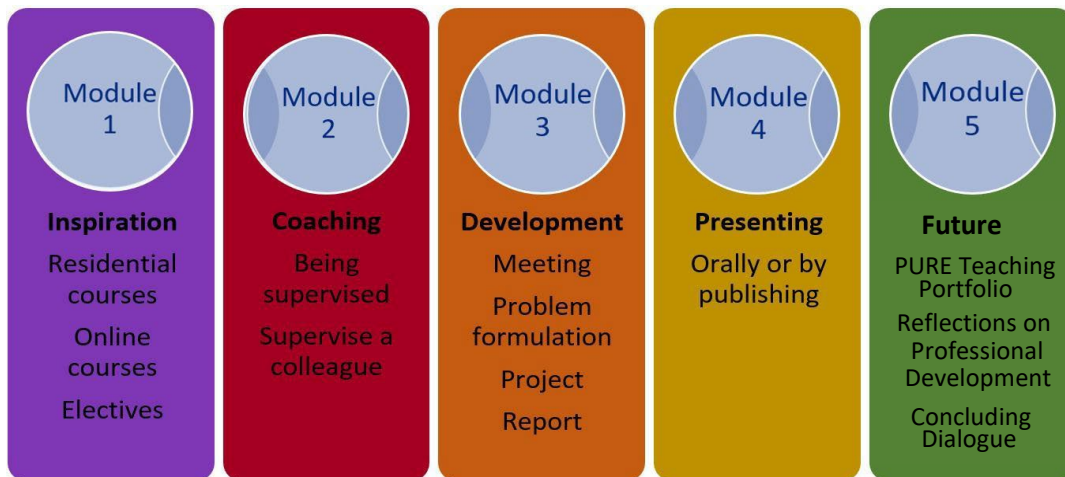 Module
1
Inspiration
Residential
courses
Online
courses
Electives
Module
2
Coaching
Being
supervised
Supervise a
colleague
Module
3
Development
Meeting
Problem
formulation
Project
Report
Module
4
Presenting
Orally or by
publishing
Module
5
Future
PURE Teaching
Portfolio
Reflections on
Professional
Development
Concluding
Dialogue